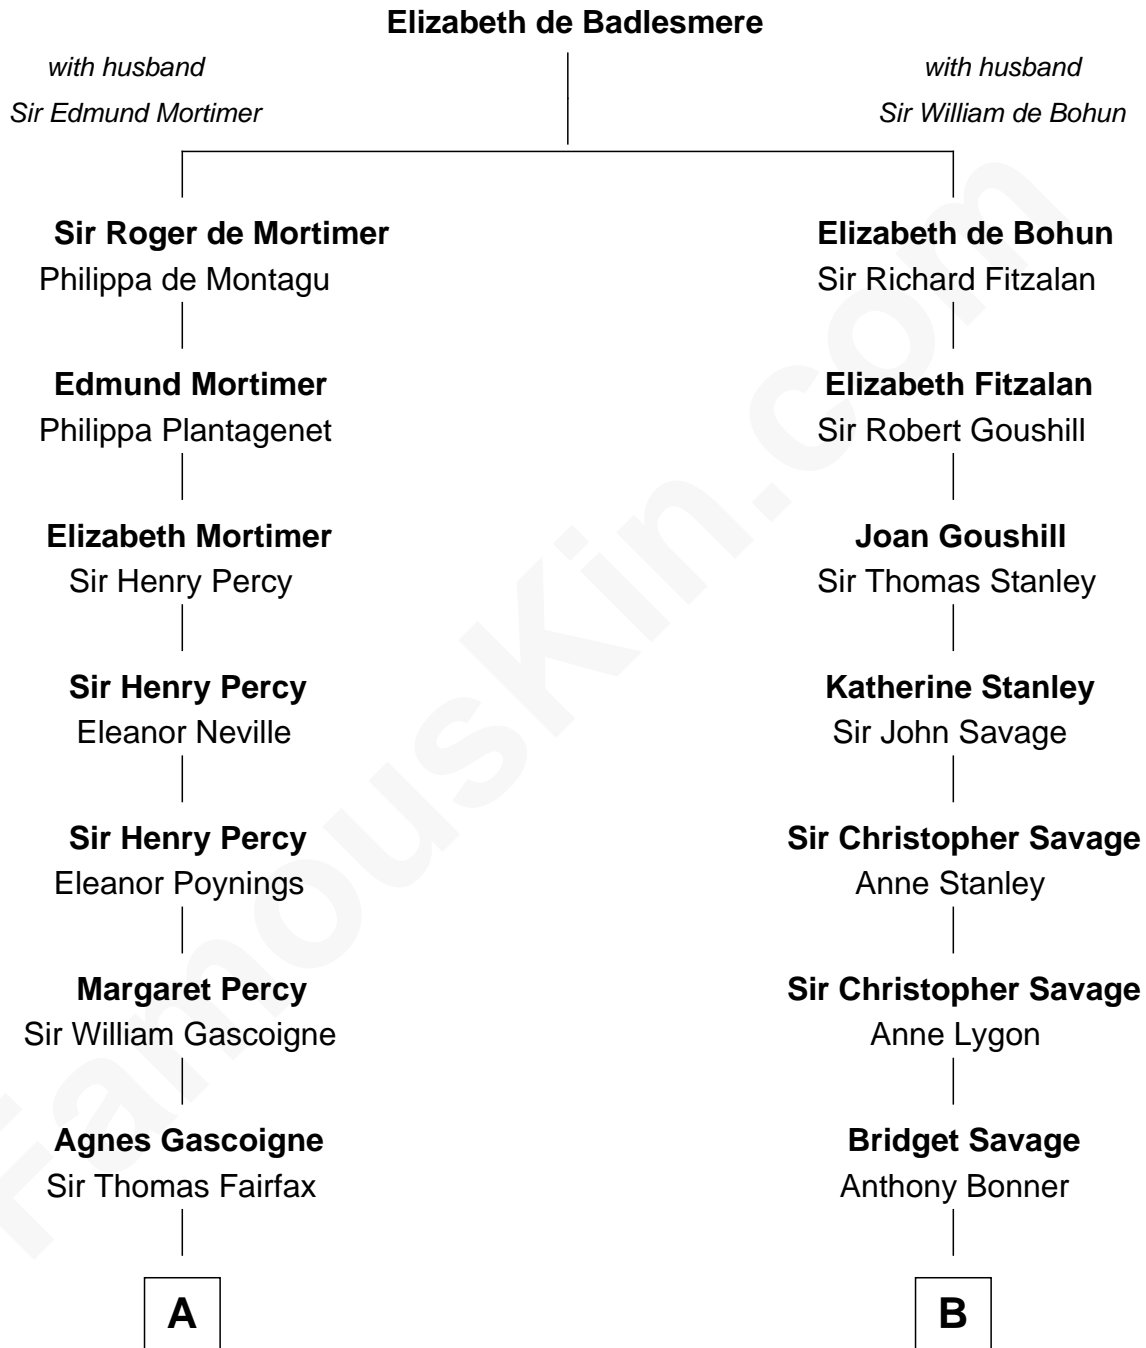 Elizabeth de Badlesmere
with husband
Sir Edmund Mortimer
with husband
Sir William de Bohun
Sir Roger de Mortimer
Philippa de Montagu
Edmund Mortimer
Philippa Plantagenet
Elizabeth Mortimer
Sir Henry Percy
Sir Henry Percy
Eleanor Neville
Sir Henry Percy
Eleanor Poynings
Margaret Percy
Sir William Gascoigne
Agnes Gascoigne
Sir Thomas Fairfax
A
Elizabeth de Bohun
Sir Richard Fitzalan
Elizabeth Fitzalan
Sir Robert Goushill
Joan Goushill
Sir Thomas Stanley
Katherine Stanley
Sir John Savage
Sir Christopher Savage
Anne Stanley
Sir Christopher Savage
Anne Lygon
Bridget Savage
Anthony Bonner
B
FamousKin.com